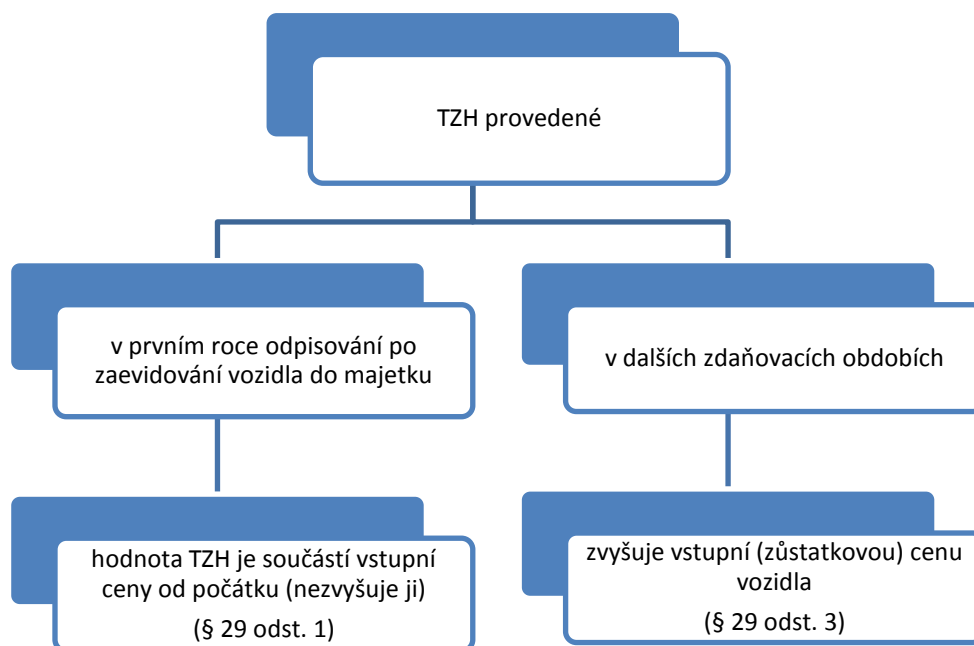 TZH provedené
v prvním roce odpisování po
zaevidování vozidla do majetku
v dalších zdaňovacích obdobích
hodnota TZH je součástí vstupní
ceny od počátku (nezvyšuje ji)
(§ 29 odst. 1)
zvyšuje vstupní (zůstatkovou) cenu
vozidla
(§ 29 odst. 3)